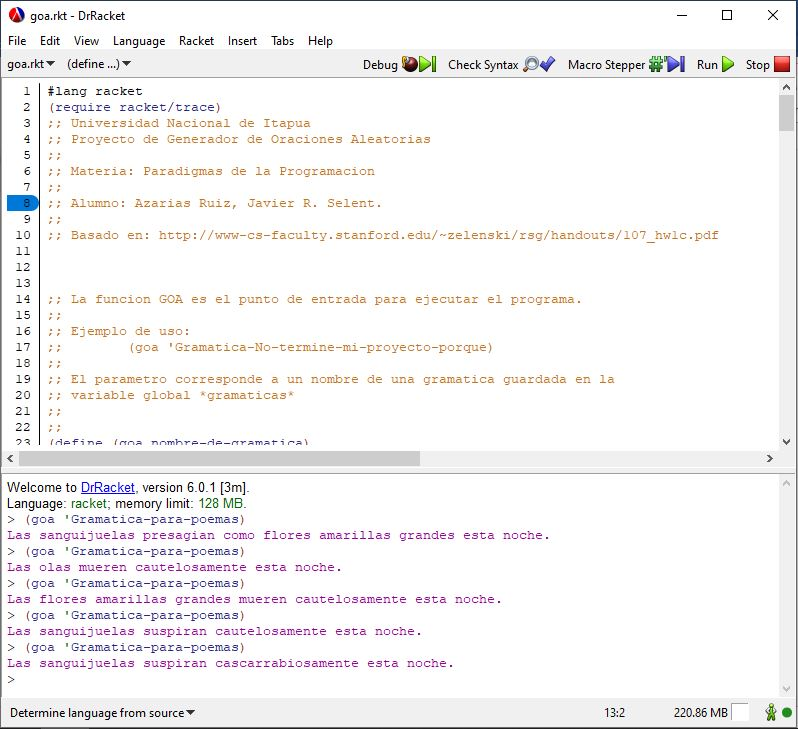 goa.rkt - DrRacket
File Edit View Language Racket Insert Tabs Help
goa.rkt (define ...) Debug Check Syntax Macro Stepper Run Stop
1 #lang racket
2 (require racket/trace)
3 ;; Universidad Nacional de Itapua
4 ;; Proyecto de Generador de Oraciones Aleatorias
5 ;;
6 ;; Materia: Paradigmas de la Programacion
7 ;;
8 ;; Alumno: Azarias Ruiz, Javier R. Selent.
9 ;;
10 ;; Basado en: http://www-cs-faculty.stanford.edu/~zelenski/rsg/handouts/107_hw1c.pdf
11
12
13
14 ;; La funcion GOA es el punto de entrada para ejecutar el programa.
15 ;;
16 ;; Ejemplo de uso:
17 ;; (goa 'Gramatica-No-termine-mi-proyecto-porque)
18 ;;
19 ;; El parametro corresponde a un nombre de una gramatica guardada en la
20 ;; variable global *gramaticas*
21 ;;
22 ;;
23 (define (goa nombre-de-gramatica)
Welcome to DrRacket, version 6.0.1 [3m].
Language: racket; memory limit: 128 MB.
> (goa 'Gramatica-para-poemas)
Las sanguijuelas presagian como flores amarillas grandes esta noche.
> (goa 'Gramatica-para-poemas)
Las olas mueren cautelosamente esta noche.
> (goa 'Gramatica-para-poemas)
Las flores amarillas grandes mueren cautelosamente esta noche.
> (goa 'Gramatica-para-poemas)
Las sanguijuelas suspiran cautelosamente esta noche.
> (goa 'Gramatica-para-poemas)
Las sanguijuelas suspiran cascarrabiosamente esta noche.
>
Determine language from source 13:2 220.86 MB